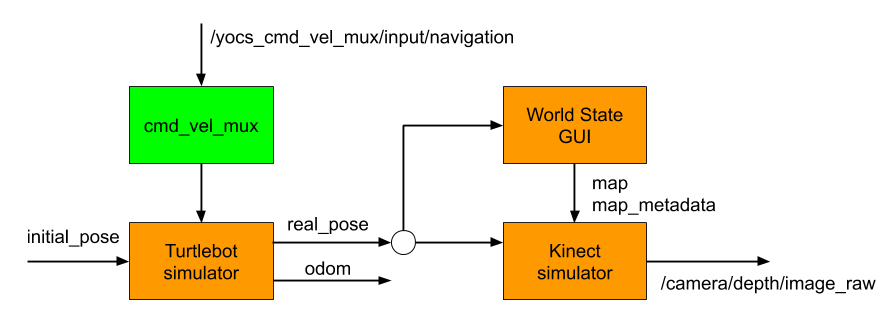 /yocs_cmd_vel_mux/input/navigation
cmd_vel_mux
World State
GUI
map
map_metadata
initial_pose
Turtlebot
simulator
real_pose
odom
Kinect
simulator
/camera/depth/image_raw